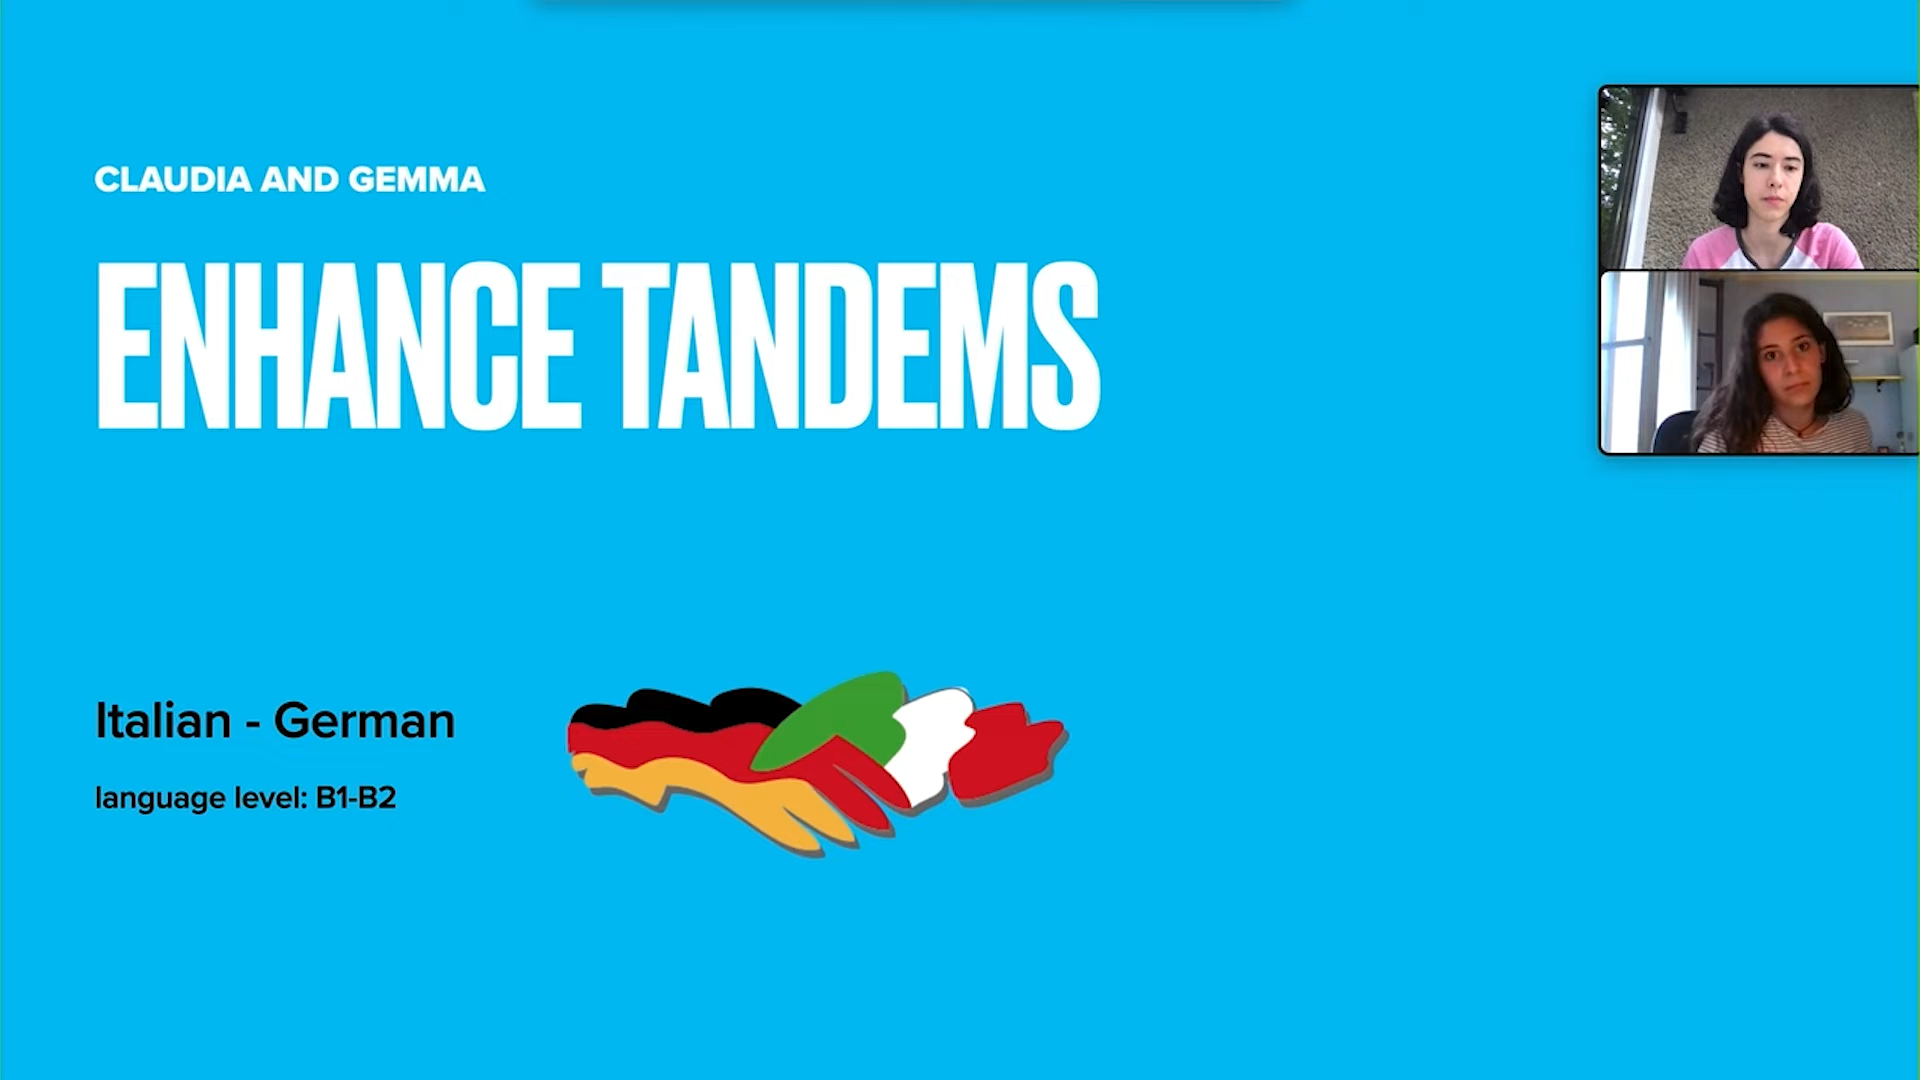 CLAUDIA AND GEMMA
ENHANCE TANDEMS
Italian - German
language level: B1-B2